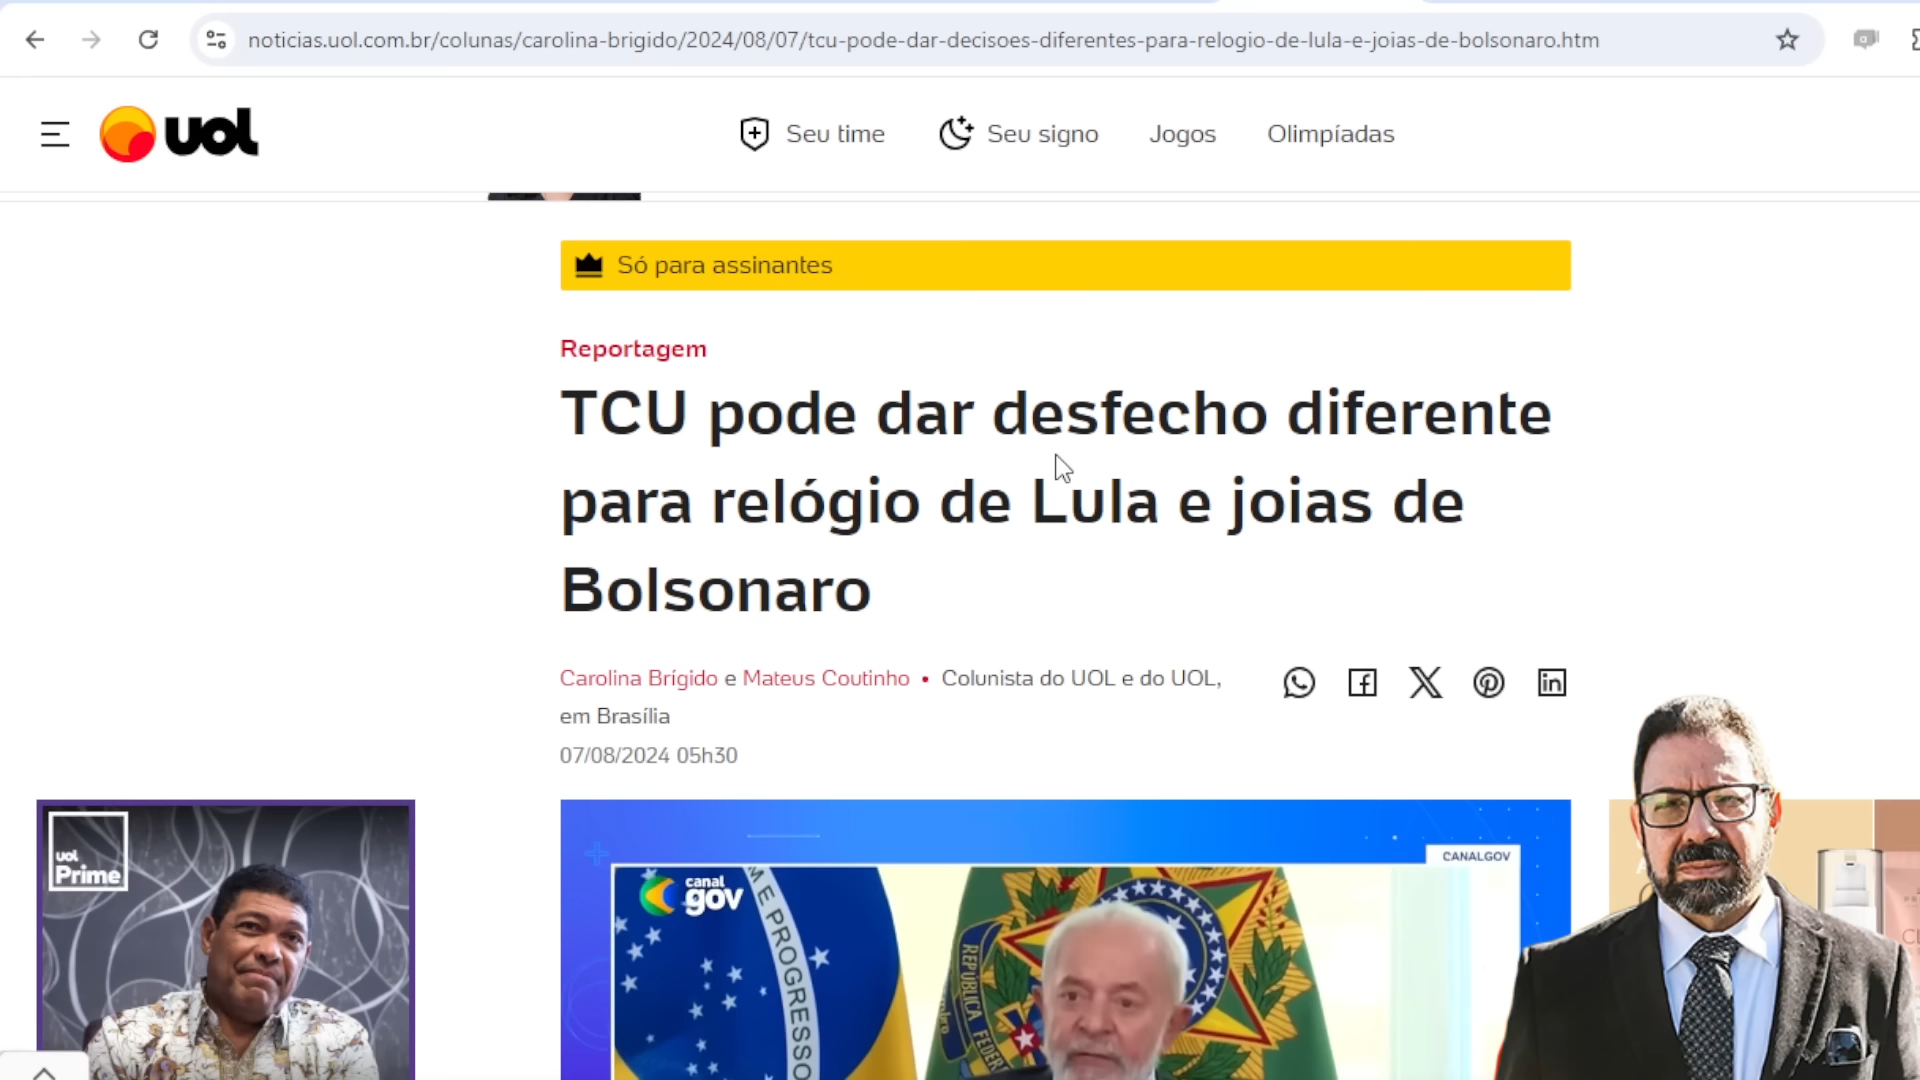 noticias.uol.com.br/colunas/carolina-brigido/2024/08/07/tcu-pode-dar-decisoes-diferentes-para-relogio-de-lula-e-joias-de-bolsonaro.htm
uol
Seu time
Seu signo
Jogos
Olimpíadas
Só para assinantes
Reportagem
TCU pode dar desfecho diferente
para relógio de Lula e joias de
Bolsonaro
Carolina Brígido e Mateus Coutinho • Colunista do UOL e do UOL,
em Brasília
07/08/2024 05h30
uol
Prime
CANALGOV
canal
gov
M E PROGRESSO
REPÚBLICA FEDER